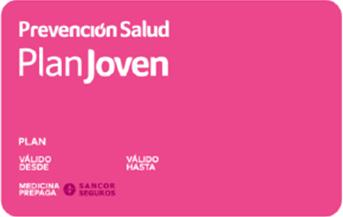 Prevención Salud
Plan Joven
PLAN
VÁLIDO DESDE
VÁLIDO HASTA
MEDICINA PREPAGA
SANCOR SEGUROS